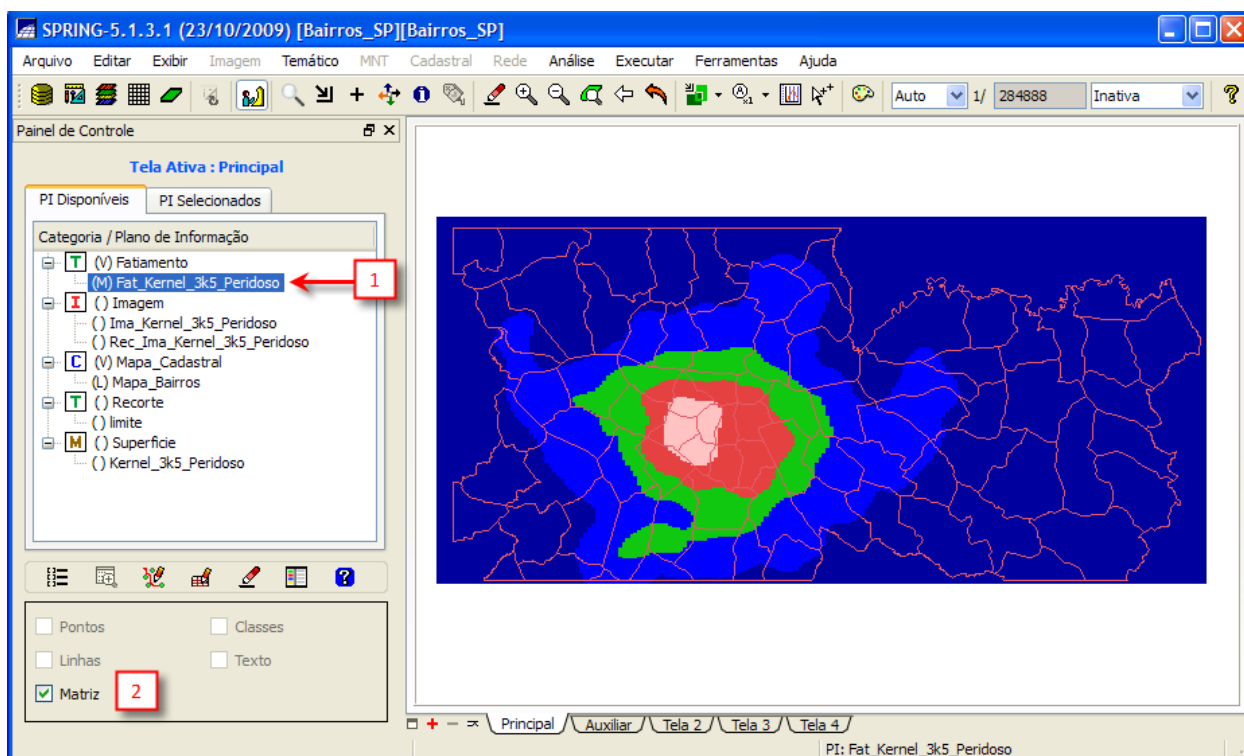 SPRING-5.1.3.1 (23/10/2009) [Bairros_SP][Bairros_SP]
Arquivo Editar Exibir Imagem Temático MNT Cadastral Rede Análise Executar Ferramentas Ajuda
Auto 1/ 284888 Inativa
Painel de Controle
Tela Ativa : Principal
PI Disponíveis PI Selecionados
Categoria / Plano de Informação
T (V) Fatiamento
(M) Fat_Kernel_3k5_Peridoso 1
I () Imagem
() Ima_Kernel_3k5_Peridoso
() Rec_Ima_Kernel_3k5_Peridoso
C (V) Mapa_Cadastral
(L) Mapa_Bairros
T () Recorte
() limite
M () Superficie
() Kernel_3k5_Peridoso
Pontos Classes
Linhas Texto
Matriz 2
Principal Auxiliar Tela 2 Tela 3 Tela 4
PI: Fat_Kernel_3k5_Peridoso